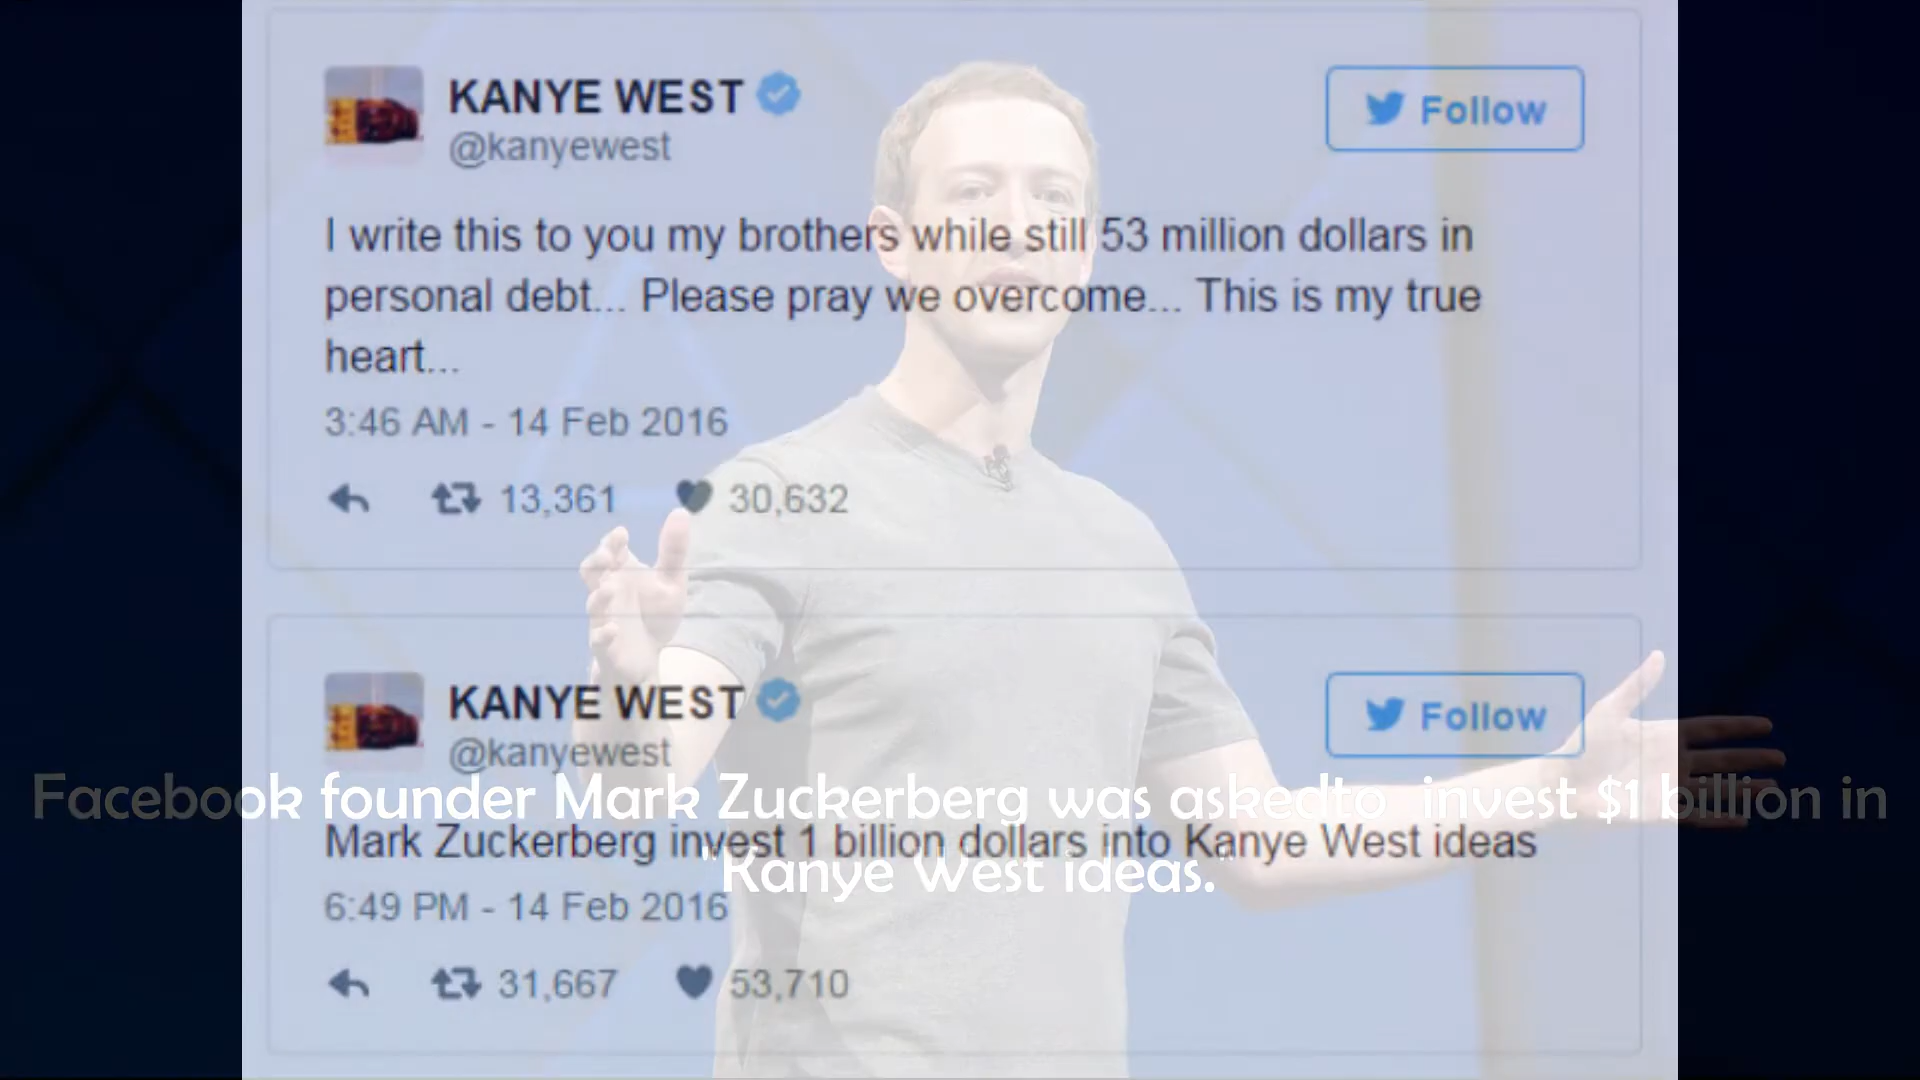 KANYE WEST
@kanyewest
Follow
I write this to you my brothers while still 53 million dollars in
personal debt... Please pray we overcome... This is my true
heart...
3:46 AM - 14 Feb 2016
13,361 30,632
KANYE WEST
@kanyewest
Follow
Facebook founder Mark Zuckerberg was askedto invest $1 billion in
Mark Zuckerberg invest 1 billion dollars into Kanye West ideas
"Kanye West ideas."
6:49 PM - 14 Feb 2016
31,667 53,710